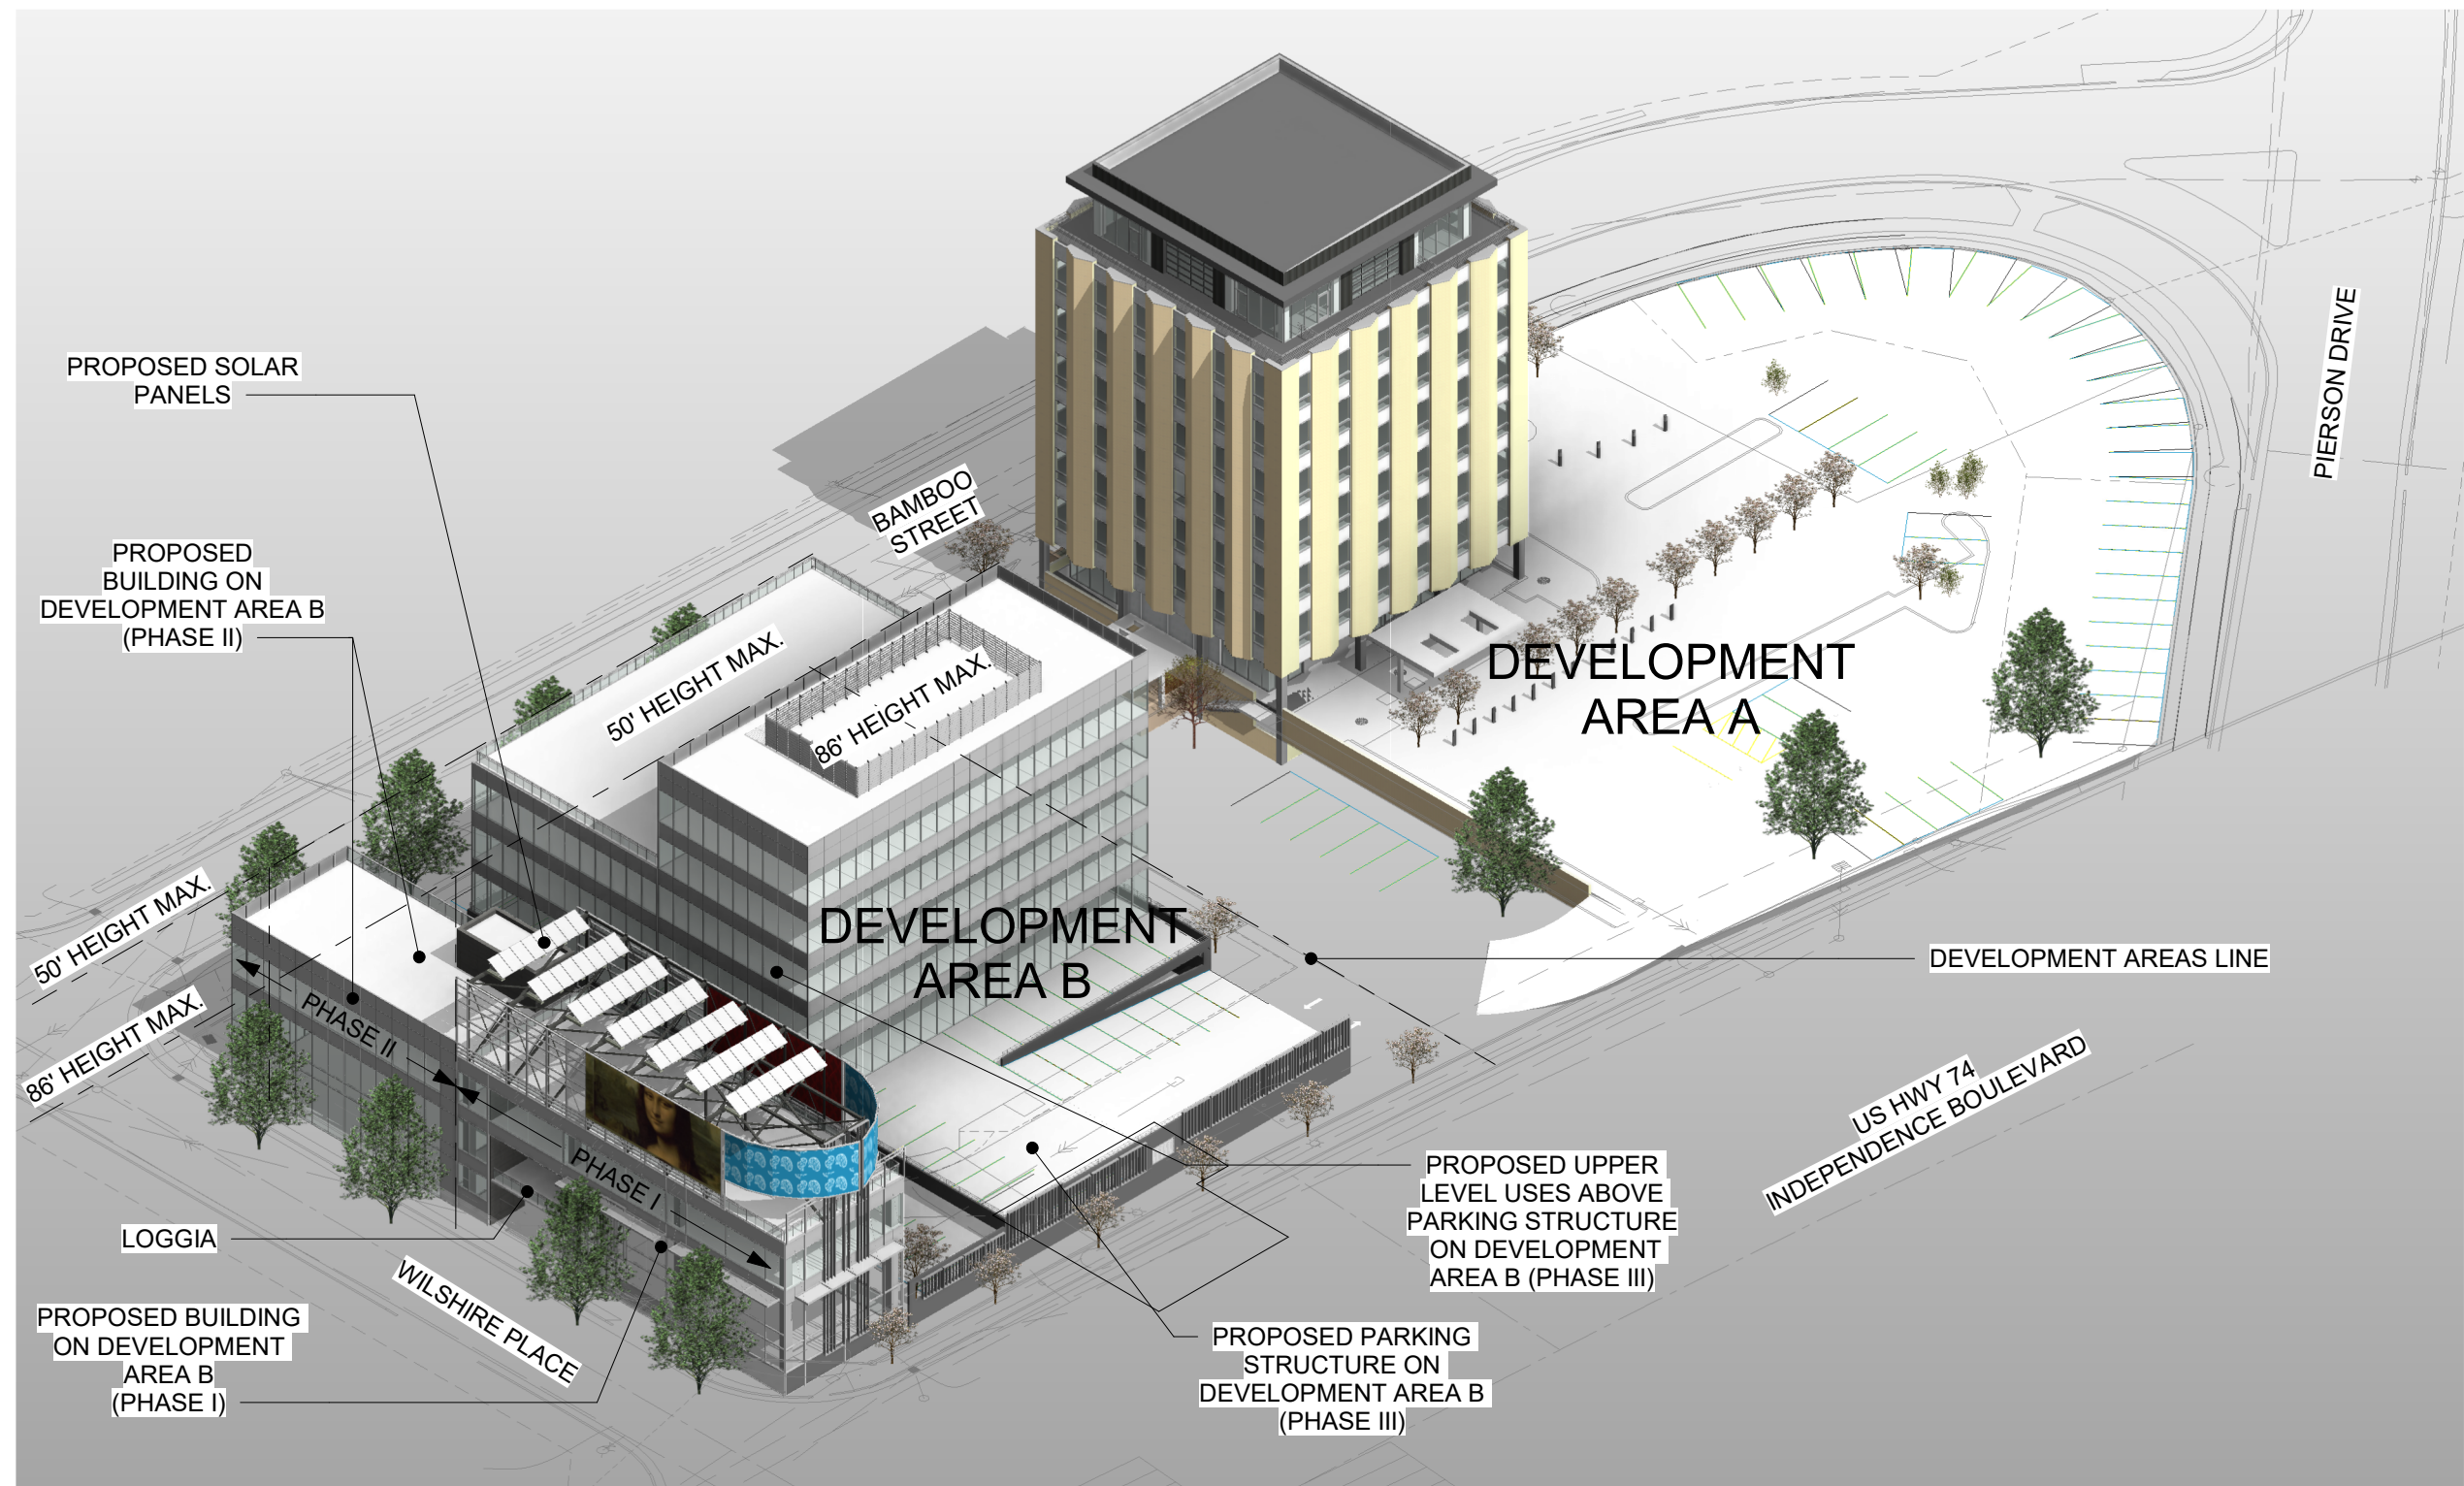 PROPOSED SOLAR
PANELS
PIERSON DRIVE
BAMBOO
STREET
PROPOSED
BUILDING ON
DEVELOPMENT AREA B
(PHASE II)
50' HEIGHT MAX.
86' HEIGHT MAX.
DEVELOPMENT
AREA A
50' HEIGHT MAX.
86' HEIGHT MAX.
DEVELOPMENT
AREA B
DEVELOPMENT AREAS LINE
PHASE II
PHASE I
US HWY 74
INDEPENDENCE BOULEVARD
PROPOSED UPPER
LEVEL USES ABOVE
PARKING STRUCTURE
ON DEVELOPMENT
AREA B (PHASE III)
LOGGIA
WILSHIRE PLACE
PROPOSED BUILDING
ON DEVELOPMENT
AREA B
(PHASE I)
PROPOSED PARKING
STRUCTURE ON
DEVELOPMENT AREA B
(PHASE III)